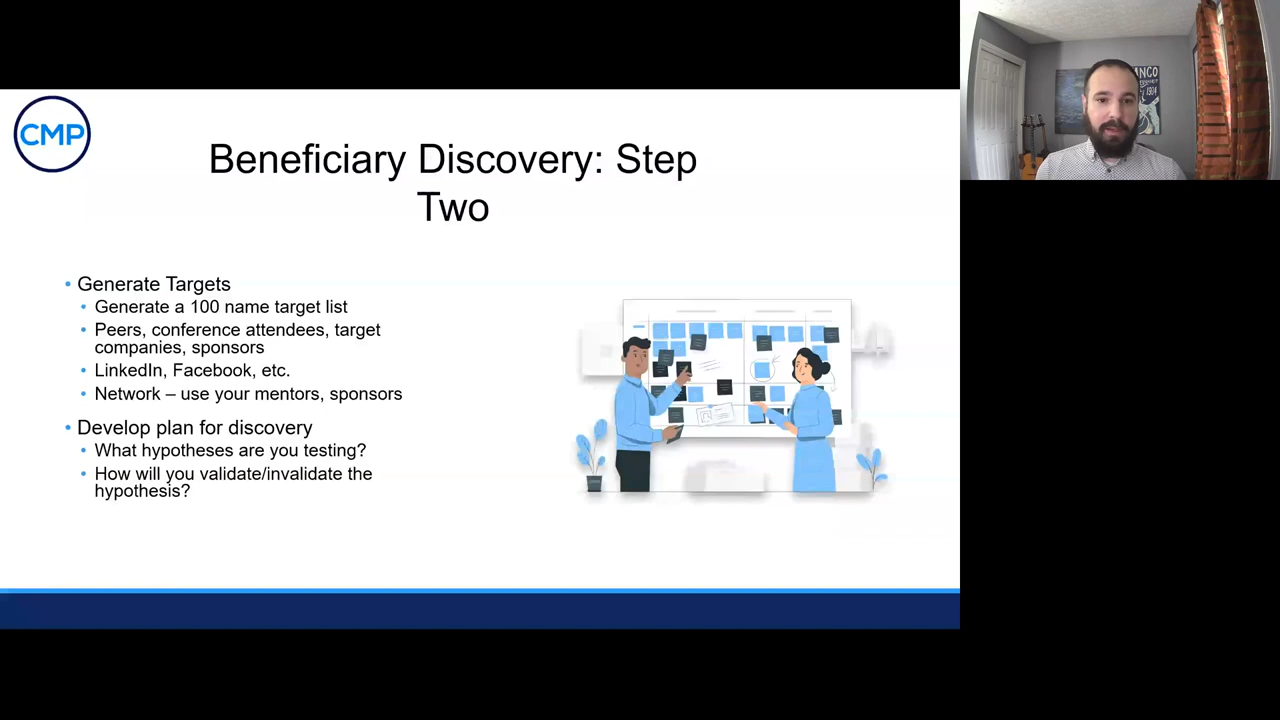 CMP
Beneficiary Discovery: Step
Two
• Generate Targets
• Generate a 100 name target list
• Peers, conference attendees, target
companies, sponsors
• LinkedIn, Facebook, etc.
• Network – use your mentors, sponsors
• Develop plan for discovery
• What hypotheses are you testing?
• How will you validate/invalidate the
hypothesis?
1934